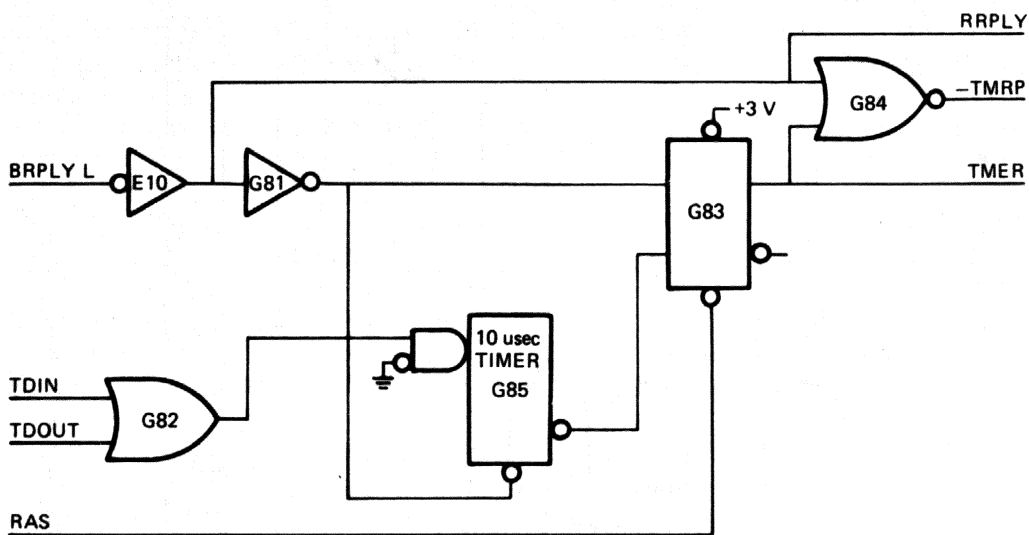 RRPLY
G84
-TMRP
+3 V
BRPLY L
E10
G81
G83
TMER
10 usec
TIMER
G85
TDIN
G82
TDOUT
RAS